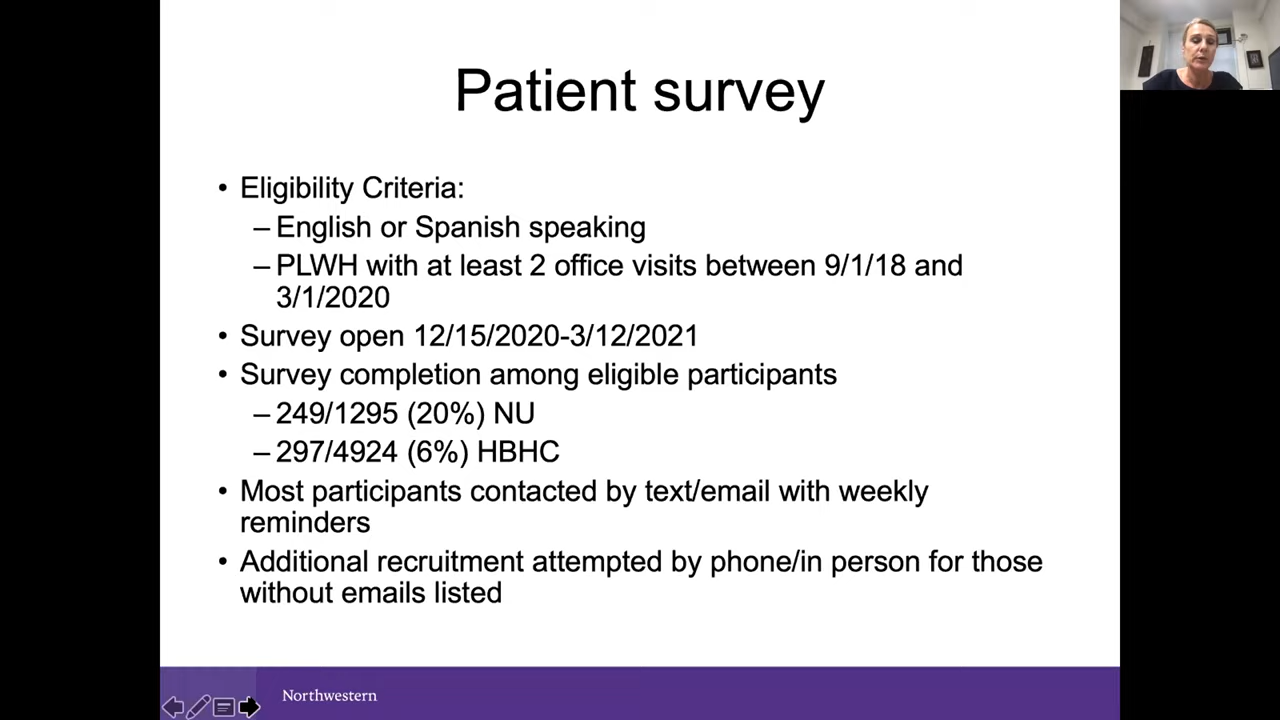 Patient survey
• Eligibility Criteria:
– English or Spanish speaking
– PLWH with at least 2 office visits between 9/1/18 and
3/1/2020
• Survey open 12/15/2020-3/12/2021
• Survey completion among eligible participants
– 249/1295 (20%) NU
– 297/4924 (6%) HBHC
• Most participants contacted by text/email with weekly
reminders
• Additional recruitment attempted by phone/in person for those
without emails listed
Northwestern